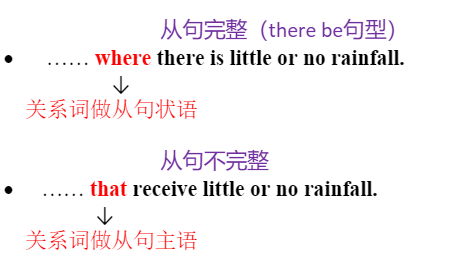 从句完整（there be句型）
• …… where there is little or no rainfall.
↓
关系词做从句状语
从句不完整
• …… that receive little or no rainfall.
↓
关系词做从句主语